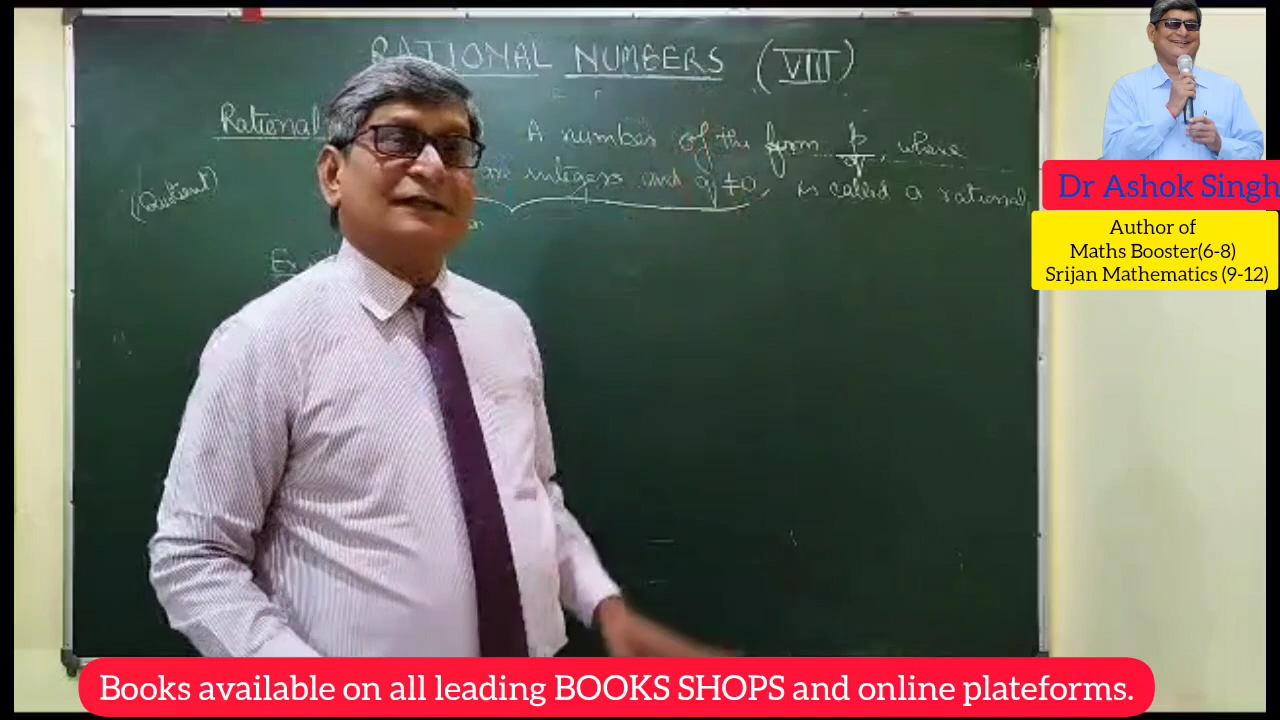 RATIONAL NUMBERS (VIII)
Rational A number of the form p/q, where
are integers and q ≠ 0, is called a rational
(Quotient)
Ex
Dr Ashok Singh
Author of
Maths Booster(6-8)
Srijan Mathematics (9-12)
Books available on all leading BOOKS SHOPS and online plateforms.